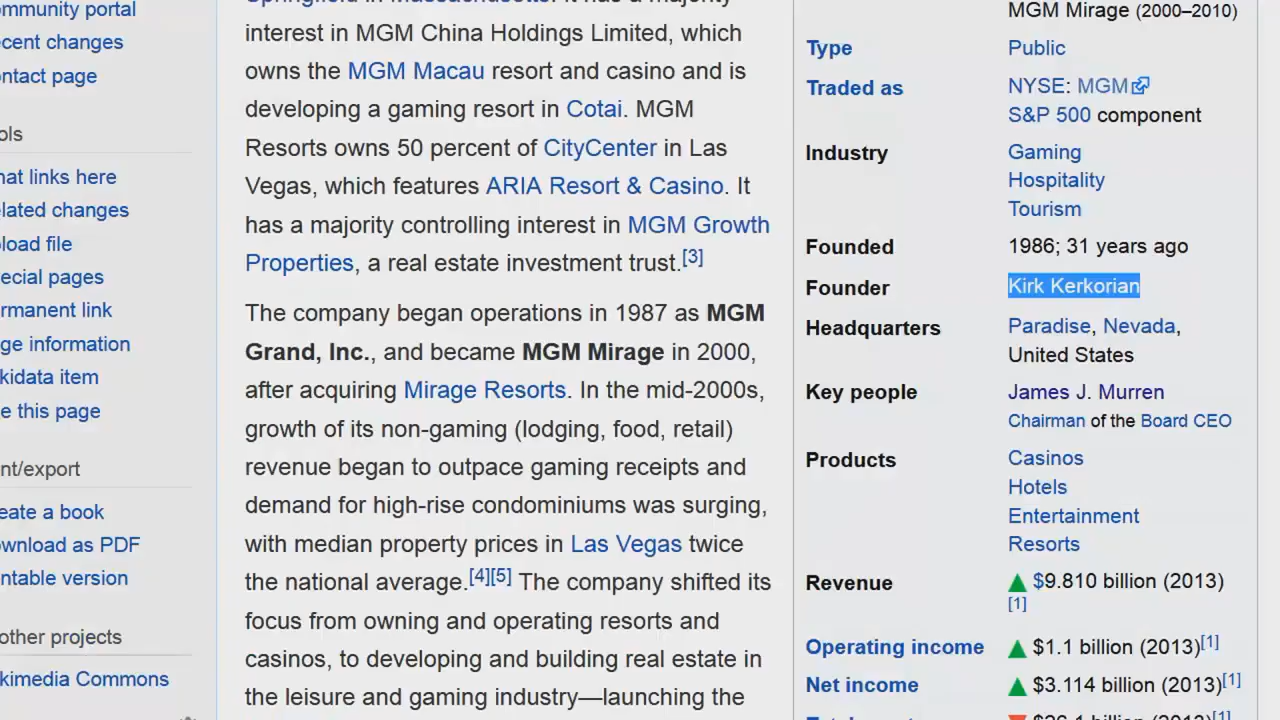 ommunity portal
ecent changes
ontact page
ols
hat links here
elated changes
load file
ecial pages
rmanent link
ge information
kidata item
e this page
nt/export
eate a book
ownload as PDF
ntable version
other projects
kimedia Commons
Springfield in Massachusetts. It has a majority
interest in MGM China Holdings Limited, which
owns the MGM Macau resort and casino and is
developing a gaming resort in Cotai. MGM
Resorts owns 50 percent of CityCenter in Las
Vegas, which features ARIA Resort & Casino. It
has a majority controlling interest in MGM Growth
Properties, a real estate investment trust.[3]
The company began operations in 1987 as MGM
Grand, Inc., and became MGM Mirage in 2000,
after acquiring Mirage Resorts. In the mid-2000s,
growth of its non-gaming (lodging, food, retail)
revenue began to outpace gaming receipts and
demand for high-rise condominiums was surging,
with median property prices in Las Vegas twice
the national average.[4][5] The company shifted its
focus from owning and operating resorts and
casinos, to developing and building real estate in
the leisure and gaming industry—launching the
MGM Mirage (2000–2010)
Type Public
Traded as NYSE: MGM
S&P 500 component
Industry Gaming
Hospitality
Tourism
Founded 1986; 31 years ago
Founder Kirk Kerkorian
Headquarters Paradise, Nevada,
United States
Key people James J. Murren
Chairman of the Board CEO
Products Casinos
Hotels
Entertainment
Resorts
Revenue $9.810 billion (2013)
[1]
Operating income $1.1 billion (2013)[1]
Net income $3.114 billion (2013)[1]